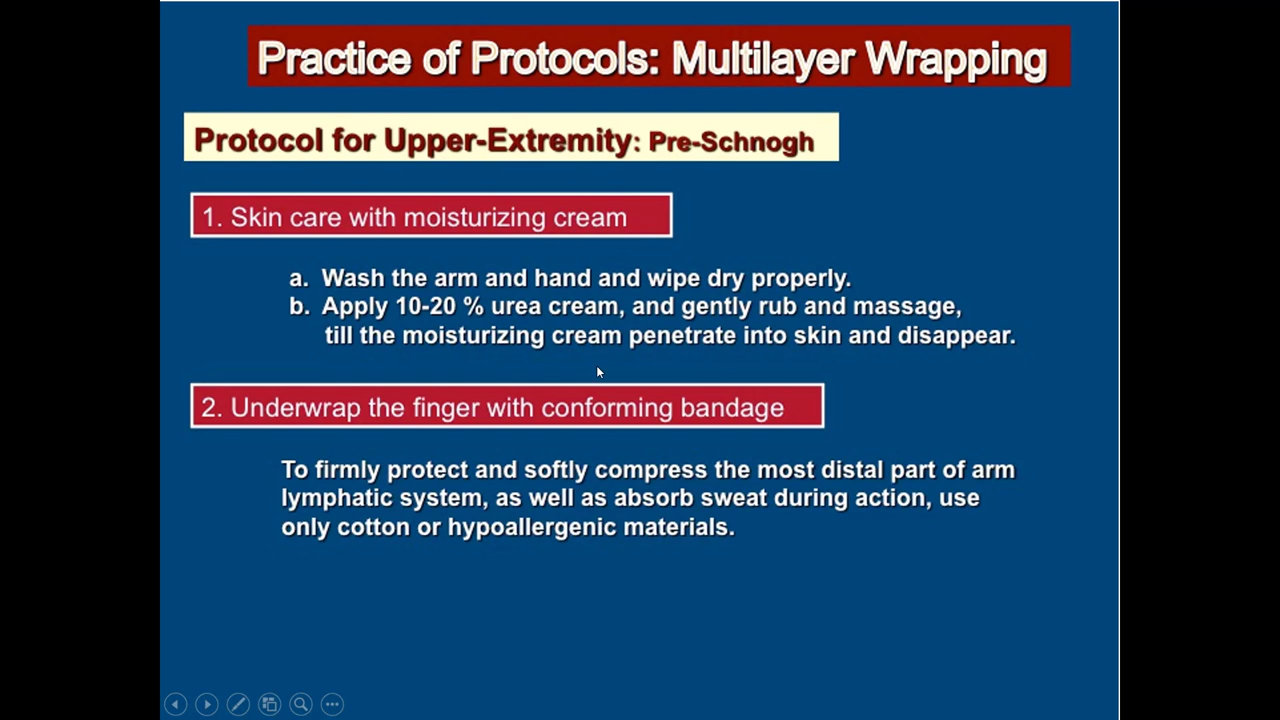 Practice of Protocols: Multilayer Wrapping
Protocol for Upper-Extremity: Pre-Schnogh
1. Skin care with moisturizing cream
a. Wash the arm and hand and wipe dry properly.
b. Apply 10-20 % urea cream, and gently rub and massage,
till the moisturizing cream penetrate into skin and disappear.
2. Underwrap the finger with conforming bandage
To firmly protect and softly compress the most distal part of arm
lymphatic system, as well as absorb sweat during action, use
only cotton or hypoallergenic materials.